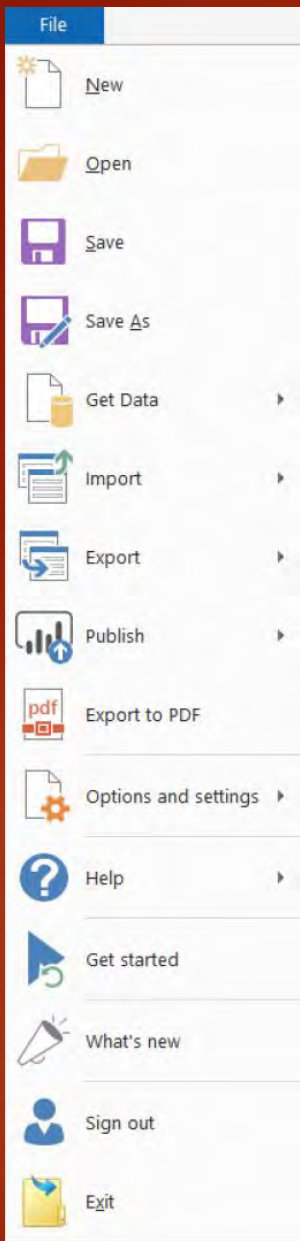 File
New
Open
Save
Save As
Get Data
Import
Export
Publish
pdf
Export to PDF
Options and settings
Help
Get started
What's new
Sign out
Exit